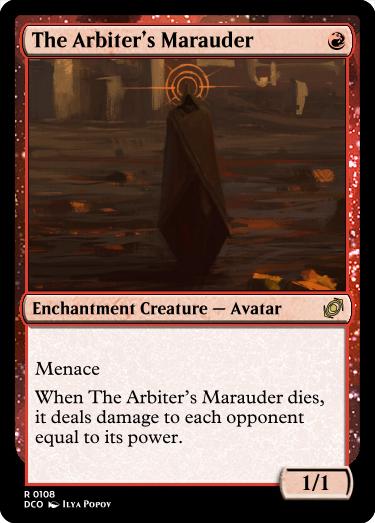 The Arbiter's Marauder
Enchantment Creature — Avatar
Menace
When The Arbiter's Marauder dies,
it deals damage to each opponent
equal to its power.
1/1
R 0108
DCO Ilya Popov